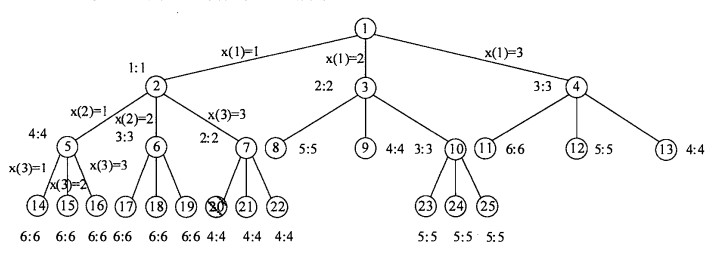 1
x(1)=1 x(1)=2 x(1)=3
1:1 2 2:2 3 3:3 4
x(2)=1 x(2)=2 x(3)=3
4:4 3:3 2:2
5 6 7 8 5:5 9 4:4 3:3 10 11 6:6 12 5:5 13 4:4
x(3)=1 x(3)=2 x(3)=3
14 15 16 17 18 19 20 21 22 23 24 25
6:6 6:6 6:6 6:6 6:6 6:6 4:4 4:4 4:4 5:5 5:5 5:5